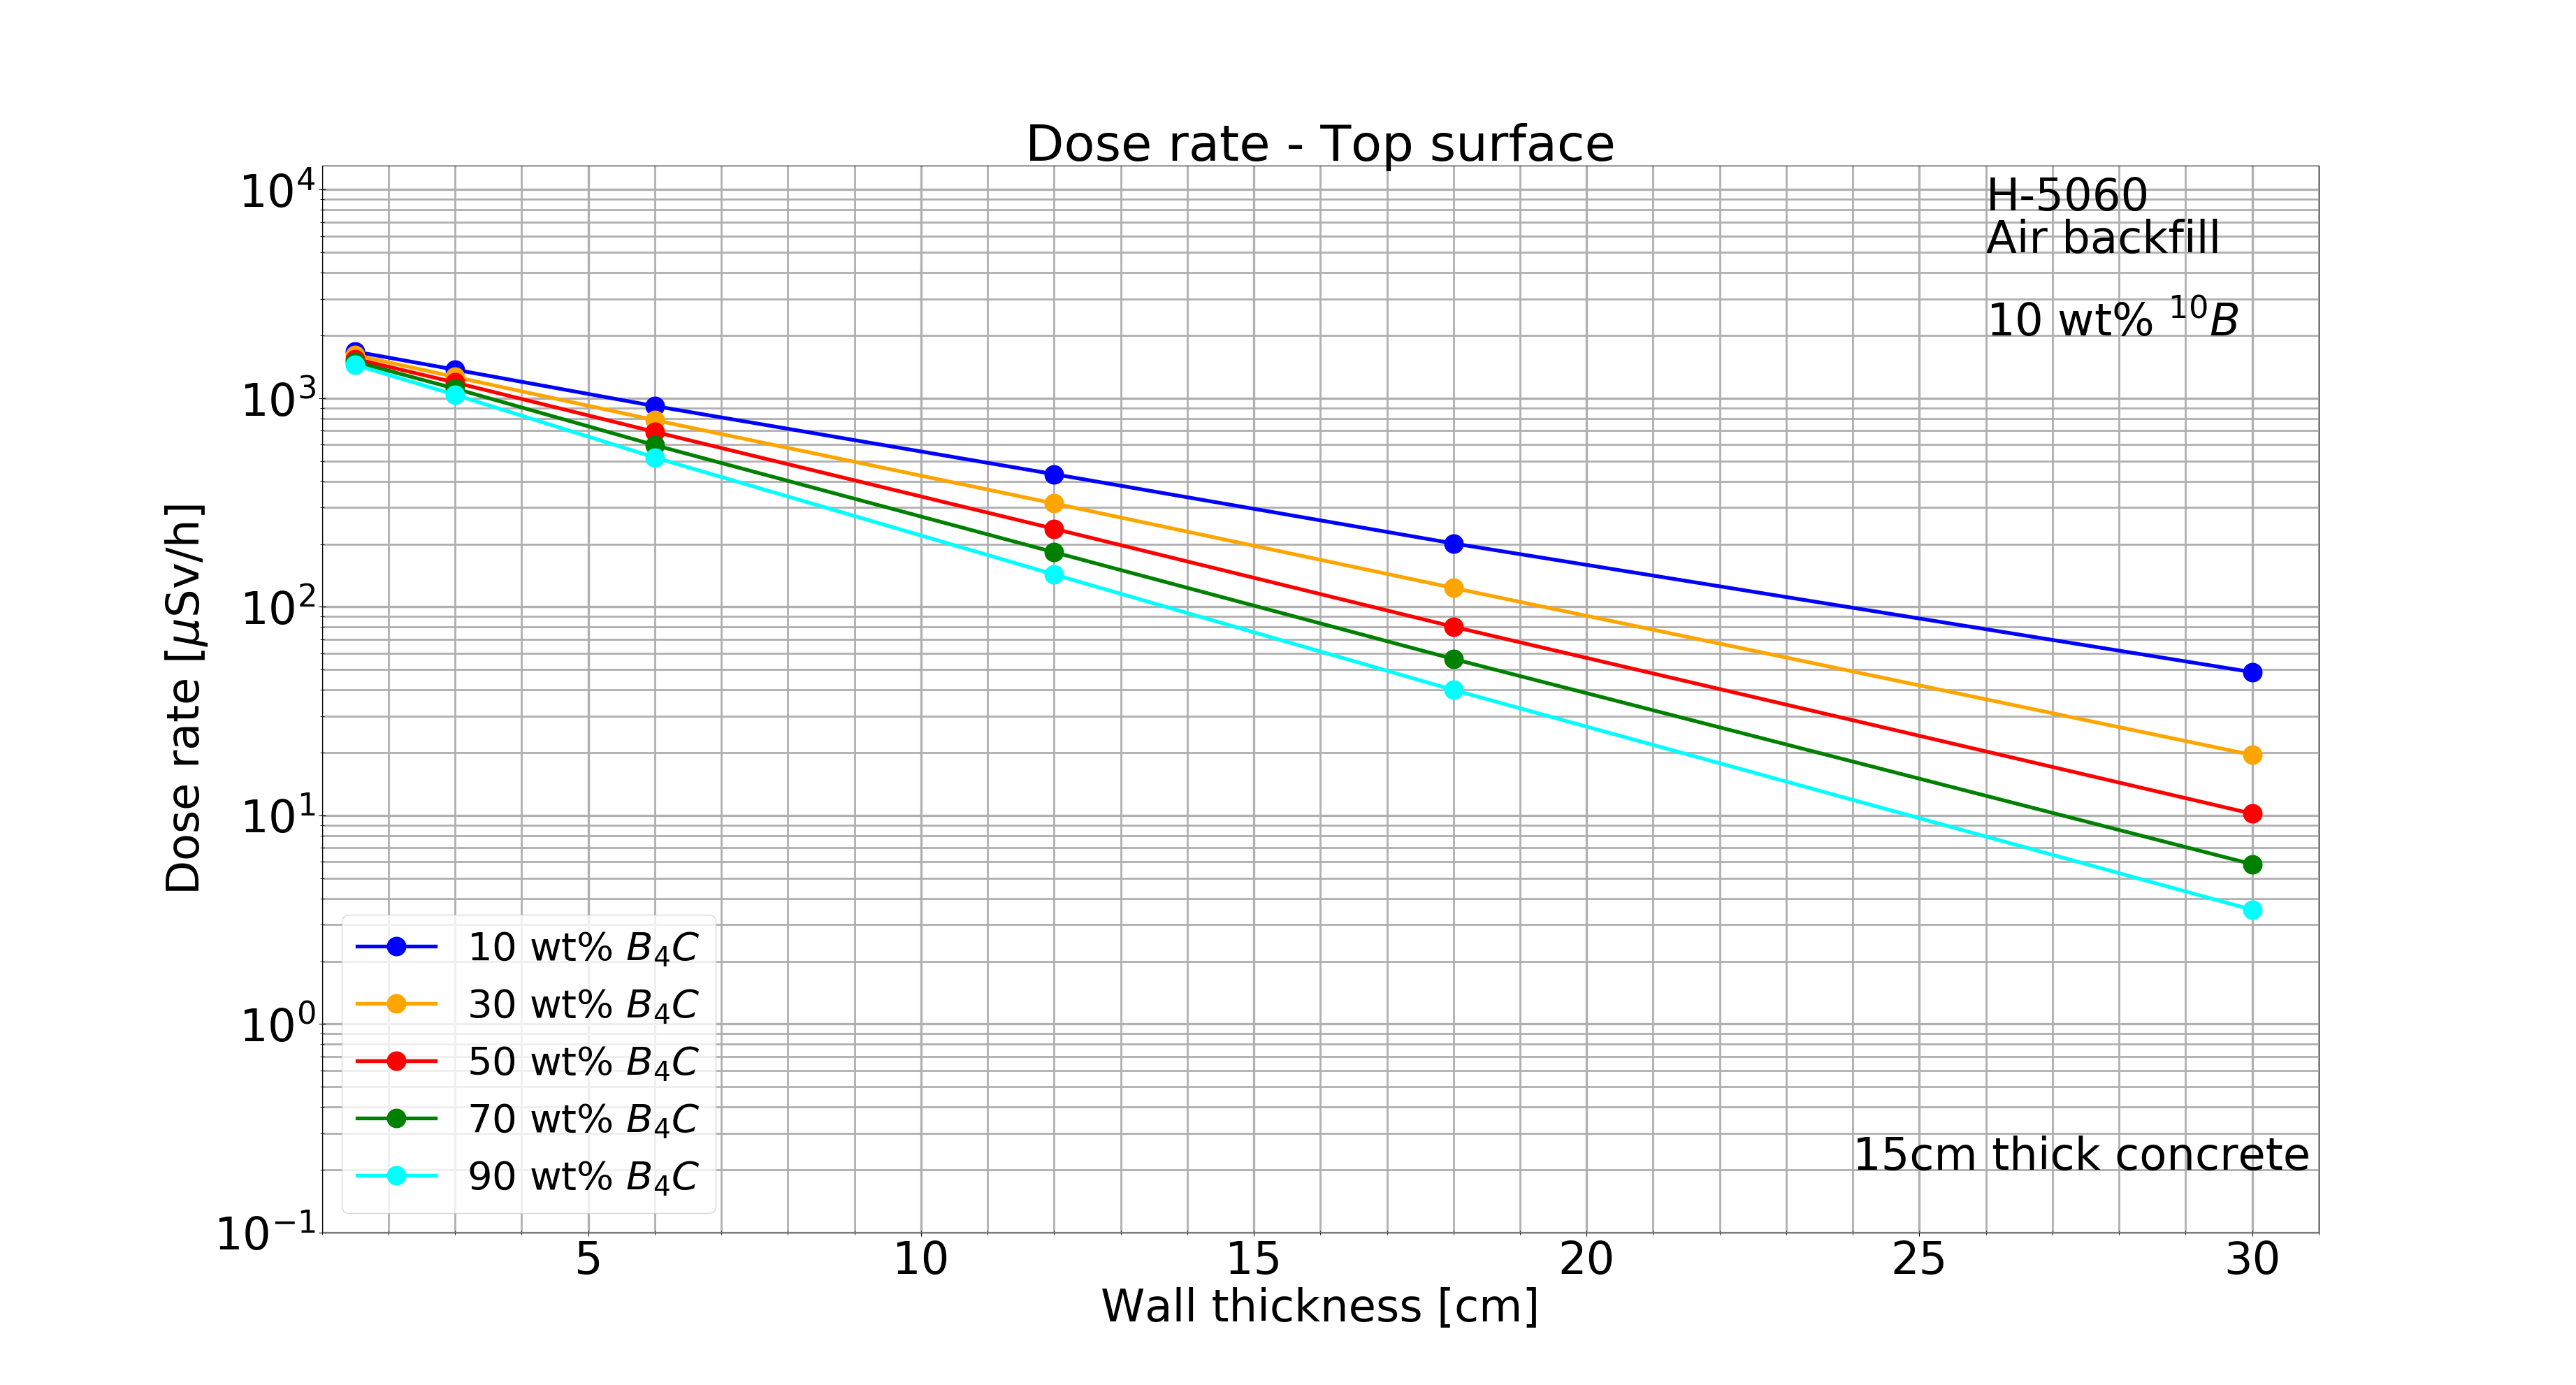 Dose rate - Top surface
10⁴
10³
10²
10¹
10⁰
10⁻¹
Dose rate [μSv/h]
H-5060
Air backfill
10 wt% ¹⁰B
10 wt% B₄C
30 wt% B₄C
50 wt% B₄C
70 wt% B₄C
90 wt% B₄C
15cm thick concrete
5 10 15 20 25 30
Wall thickness [cm]